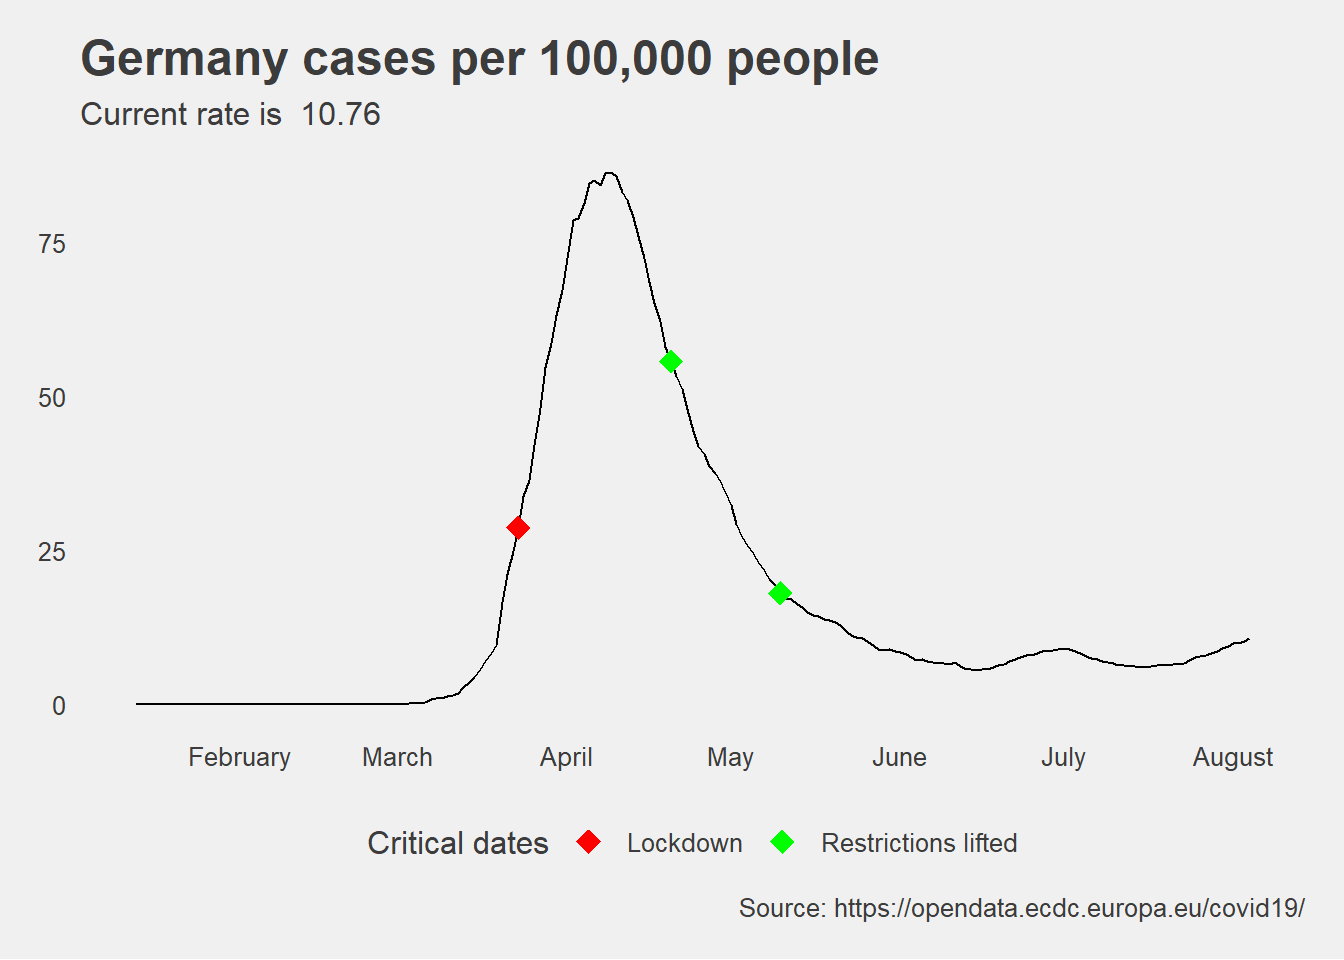 Germany cases per 100,000 people
Current rate is  10.76
75
50
25
0
February March April May June July August
Critical dates Lockdown Restrictions lifted
Source: https://opendata.ecdc.europa.eu/covid19/